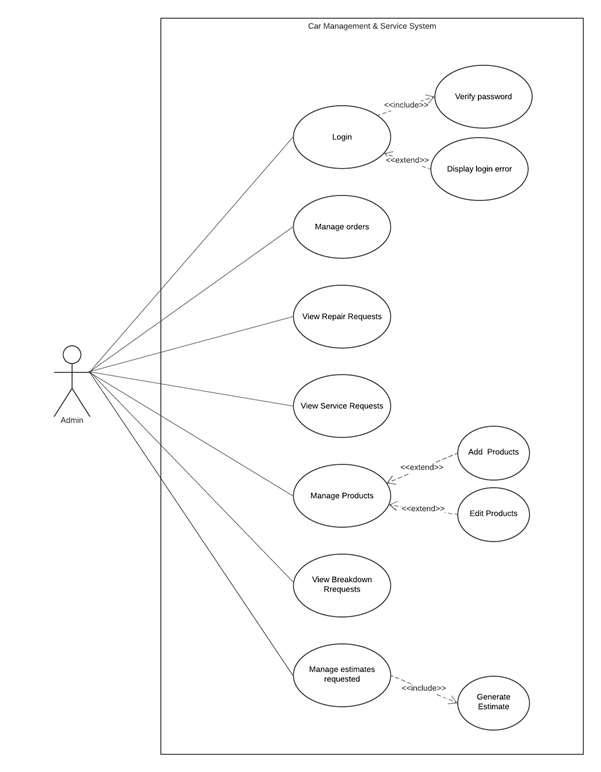 Car Management & Service System
Verify password
<<include>>
Login
<<extend>>
Display login error
Manage orders
View Repair Requests
Admin
View Service Requests
Add  Products
<<extend>>
Manage Products
<<extend>>
Edit Products
View Breakdown
Rrequests
Manage estimates
requested
<<include>>
Generate
Estimate